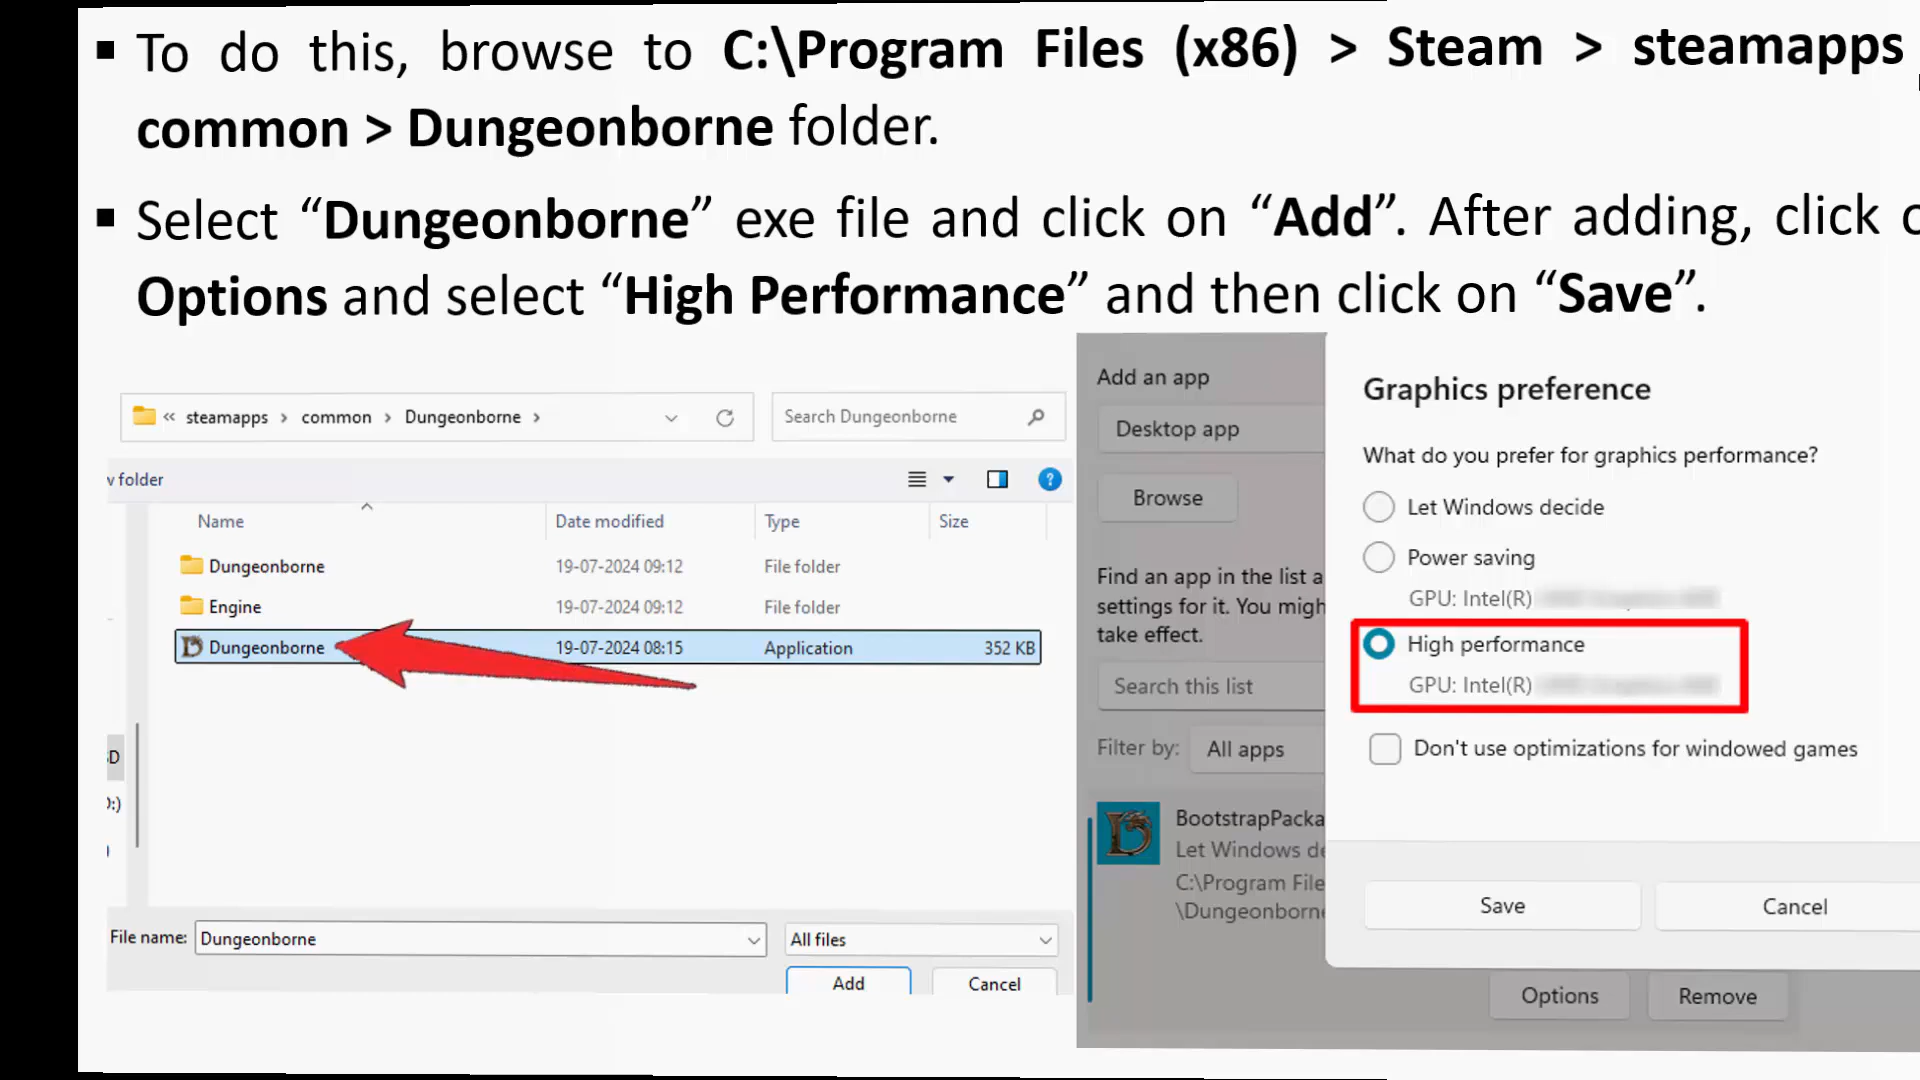 ▪ To do this, browse to C:\Program Files (x86) > Steam > steamapps
common > Dungeonborne folder.
▪ Select “Dungeonborne” exe file and click on “Add”. After adding, click
Options and select “High Performance” and then click on “Save”.
« steamapps > common > Dungeonborne >
Search Dungeonborne
folder
Name Date modified Type Size
Dungeonborne 19-07-2024 09:12 File folder
Engine 19-07-2024 09:12 File folder
Dungeonborne 19-07-2024 08:15 Application 352 KB
File name: Dungeonborne
All files
Add Cancel
Add an app
Desktop app
Browse
Find an app in the list a
settings for it. You migh
take effect.
Search this list
Filter by: All apps
BootstrapPacka
Let Windows de
C:\Program File
\Dungeonborne
Options Remove
Graphics preference
What do you prefer for graphics performance?
Let Windows decide
Power saving
GPU: Intel(R)
High performance
GPU: Intel(R)
Don't use optimizations for windowed games
Save Cancel